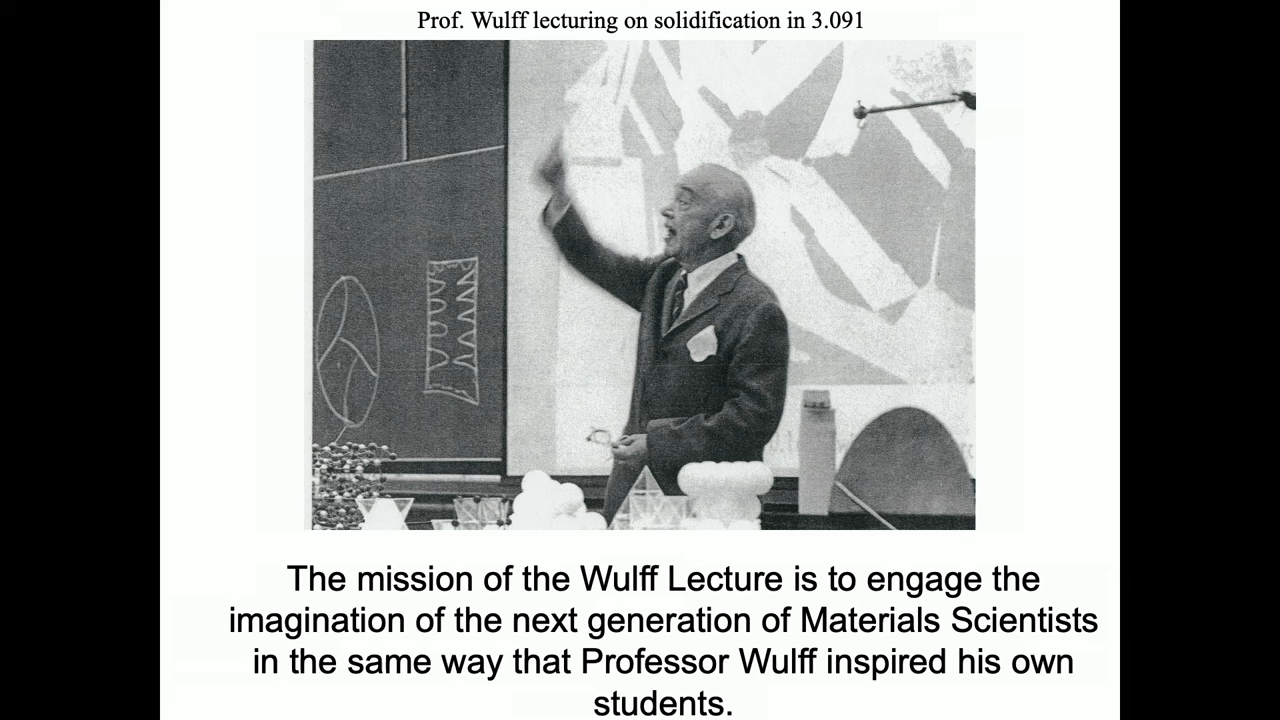 Prof. Wulff lecturing on solidification in 3.091
The mission of the Wulff Lecture is to engage the
imagination of the next generation of Materials Scientists
in the same way that Professor Wulff inspired his own
students.